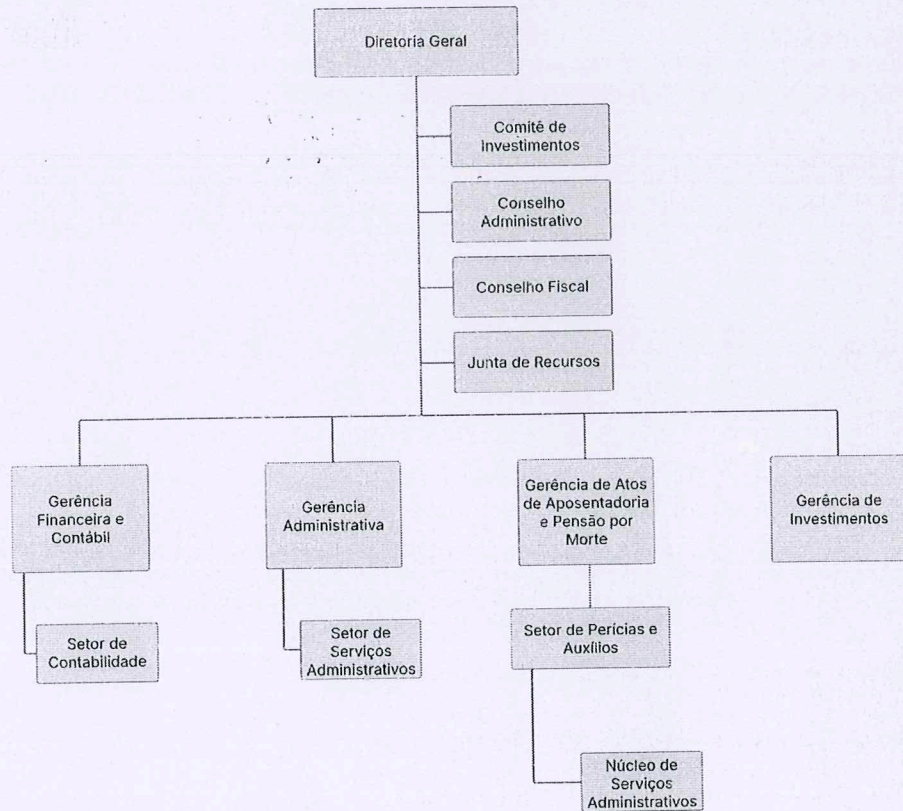 Diretoria Geral
Comitê de
Investimentos
Conselho
Administrativo
Conselho Fiscal
Junta de Recursos
Gerência
Financeira e
Contábil
Gerência
Administrativa
Gerência de Atos
de Aposentadoria
e Pensão por
Morte
Gerência de
Investimentos
Setor de
Contabilidade
Setor de
Serviços
Administrativos
Setor de Perícias e
Auxílios
Núcleo de
Serviços
Administrativos